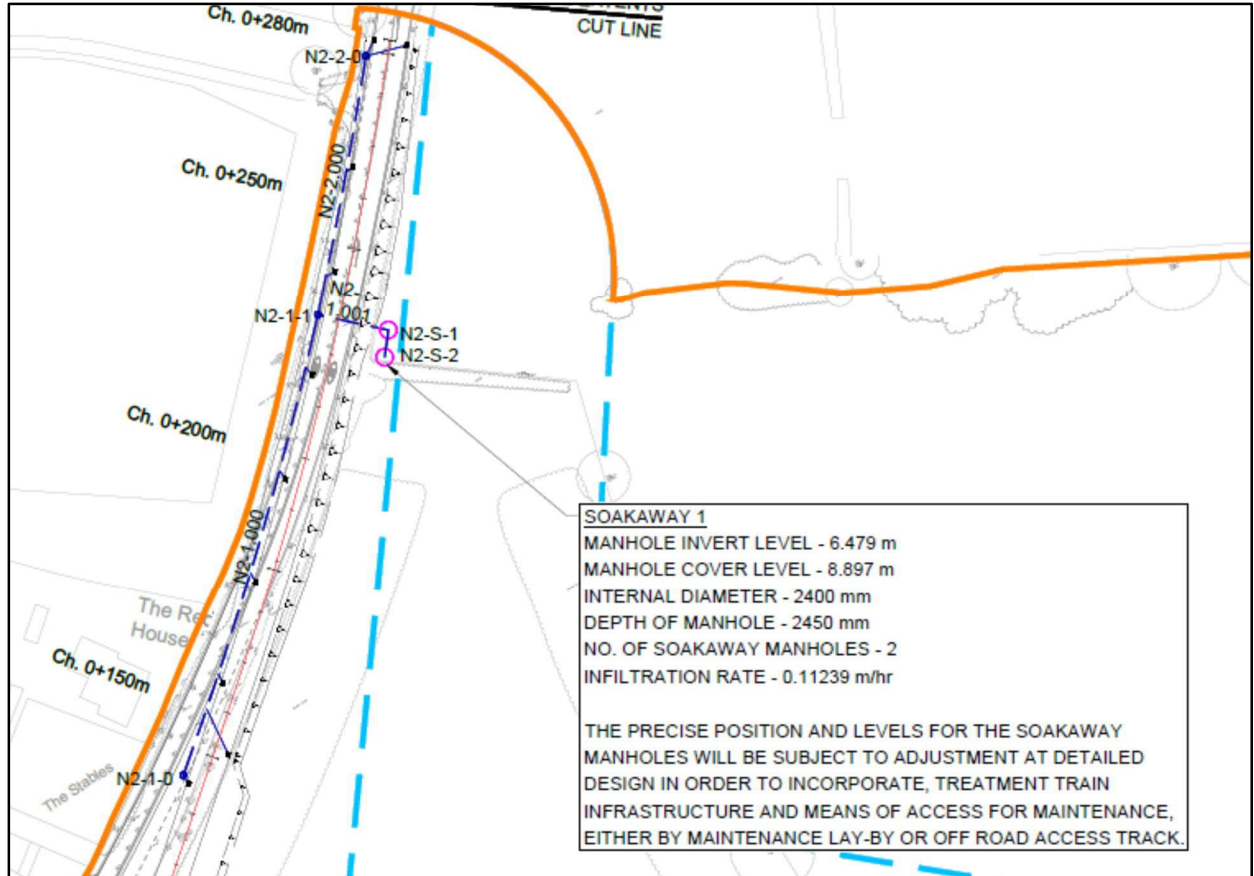 CUT LINE
Ch. 0+280m
N2-2-0
Ch. 0+250m
N2-2.000
N2-
1.001
N2-1-1
N2-S-1
N2-S-2
Ch. 0+200m
N2-1.000
The Rec
House
Ch. 0+150m
The Stables
N2-1-0
SOAKAWAY 1
MANHOLE INVERT LEVEL - 6.479 m
MANHOLE COVER LEVEL - 8.897 m
INTERNAL DIAMETER - 2400 mm
DEPTH OF MANHOLE - 2450 mm
NO. OF SOAKAWAY MANHOLES - 2
INFILTRATION RATE - 0.11239 m/hr
THE PRECISE POSITION AND LEVELS FOR THE SOAKAWAY
MANHOLES WILL BE SUBJECT TO ADJUSTMENT AT DETAILED
DESIGN IN ORDER TO INCORPORATE, TREATMENT TRAIN
INFRASTRUCTURE AND MEANS OF ACCESS FOR MAINTENANCE,
EITHER BY MAINTENANCE LAY-BY OR OFF ROAD ACCESS TRACK.